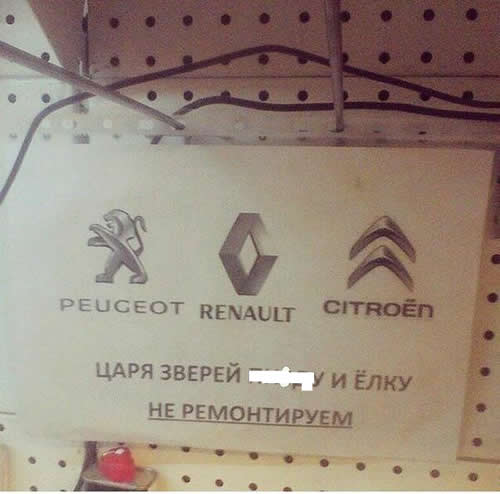 PEUGEOT RENAULT CITROËN
ЦАРЯ ЗВЕРЕЙ И ЁЛКУ
НЕ РЕМОНТИРУЕМ